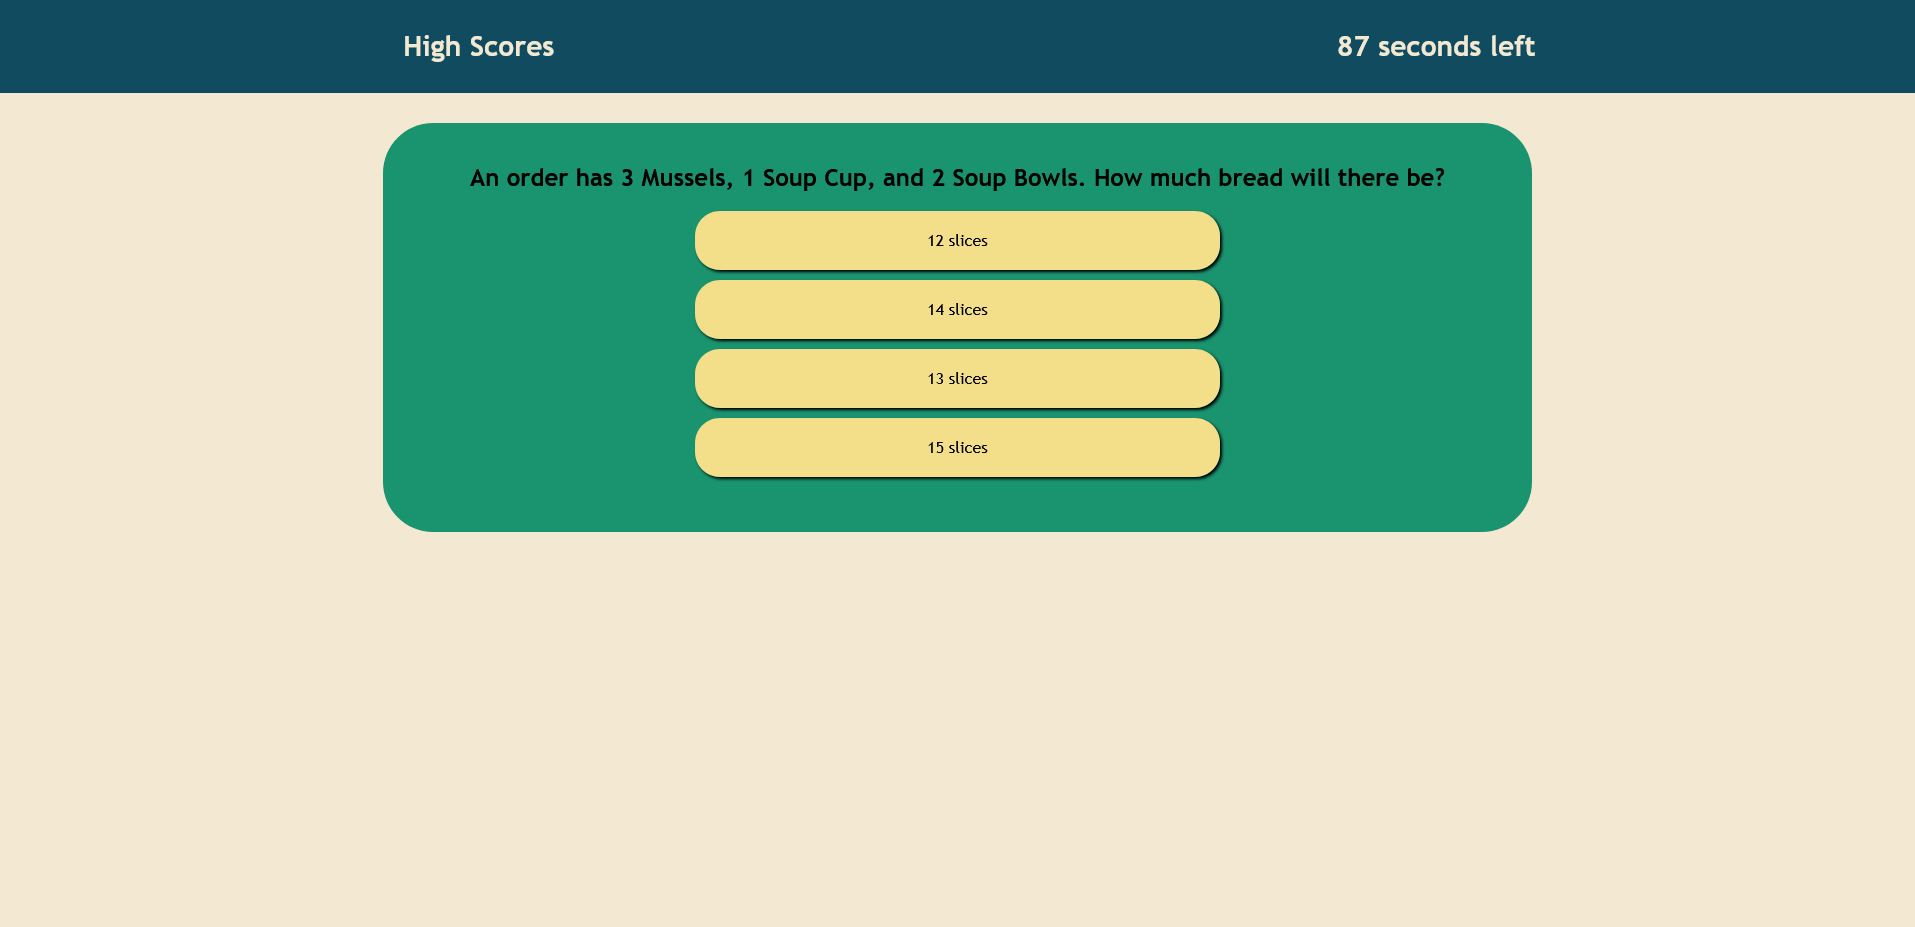 High Scores
87 seconds left
An order has 3 Mussels, 1 Soup Cup, and 2 Soup Bowls. How much bread will there be?
12 slices
14 slices
13 slices
15 slices